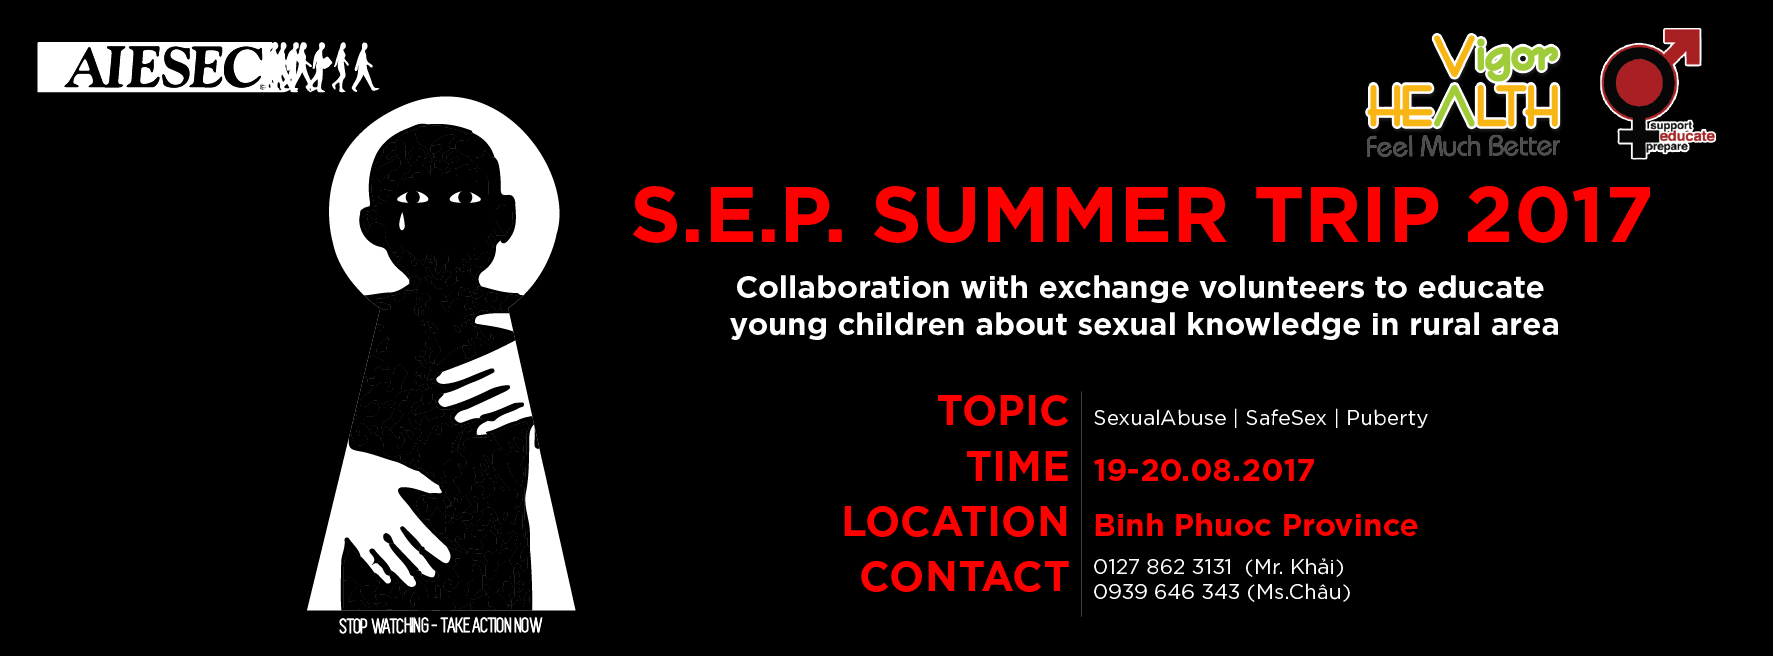 AIESEC
Vigor
HEALTH
Feel Much Better
support
educate
prepare
S.E.P. SUMMER TRIP 2017
Collaboration with exchange volunteers to educate
young children about sexual knowledge in rural area
TOPIC SexualAbuse | SafeSex | Puberty
TIME 19-20.08.2017
LOCATION Binh Phuoc Province
CONTACT 0127 862 3131 (Mr. Khải)
0939 646 343 (Ms.Châu)
STOP WATCHING - TAKE ACTION NOW